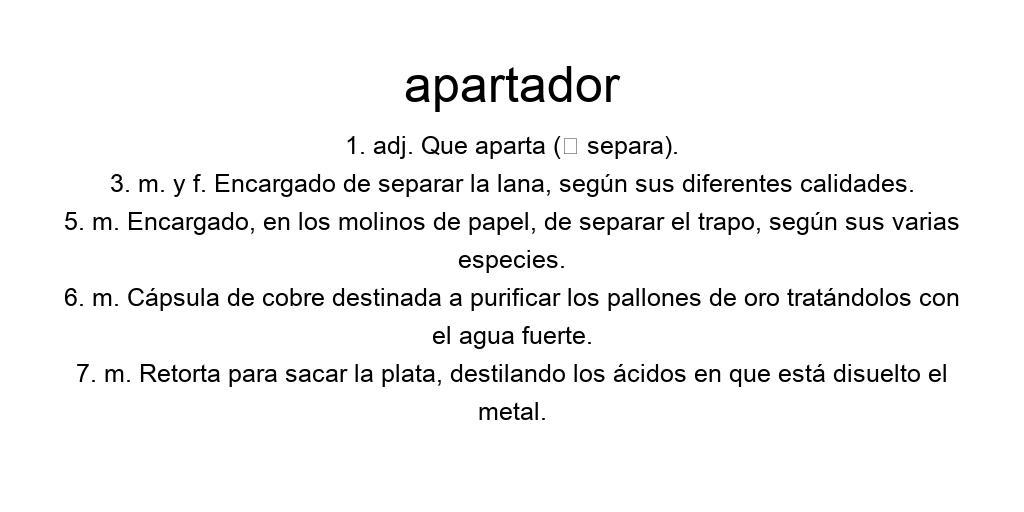 apartador
1. adj. Que aparta (▯ separa).
3. m. y f. Encargado de separar la lana, según sus diferentes calidades.
5. m. Encargado, en los molinos de papel, de separar el trapo, según sus varias
especies.
6. m. Cápsula de cobre destinada a purificar los pallones de oro tratándolos con
el agua fuerte.
7. m. Retorta para sacar la plata, destilando los ácidos en que está disuelto el
metal.